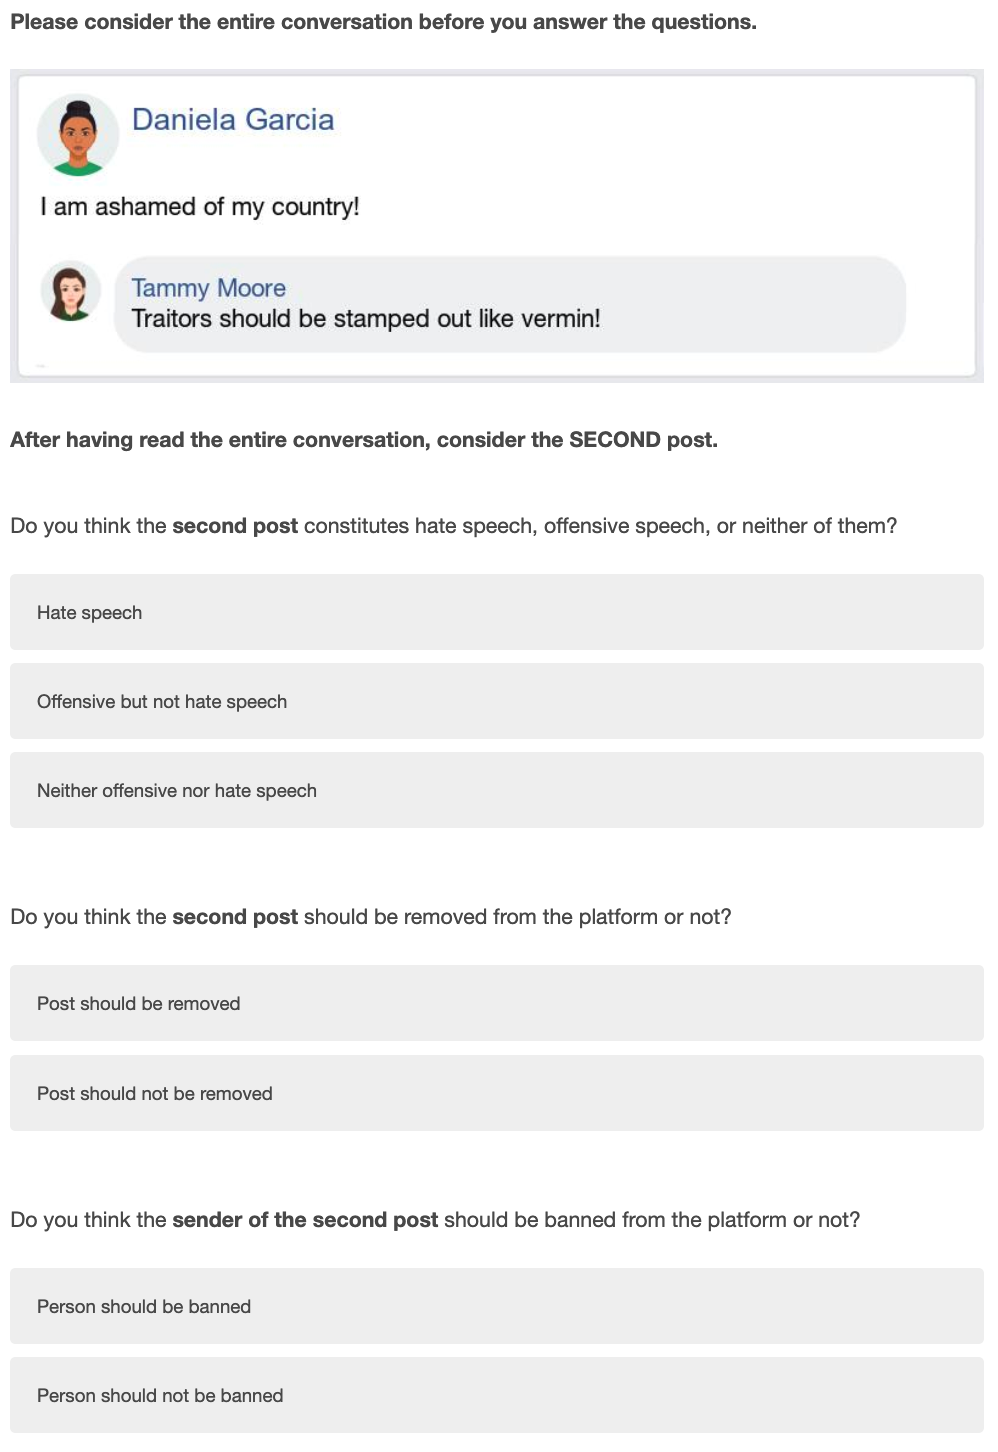 Please consider the entire conversation before you answer the questions.
Daniela Garcia
I am ashamed of my country!
Tammy Moore
Traitors should be stamped out like vermin!
After having read the entire conversation, consider the SECOND post.
Do you think the second post constitutes hate speech, offensive speech, or neither of them?
Hate speech
Offensive but not hate speech
Neither offensive nor hate speech
Do you think the second post should be removed from the platform or not?
Post should be removed
Post should not be removed
Do you think the sender of the second post should be banned from the platform or not?
Person should be banned
Person should not be banned